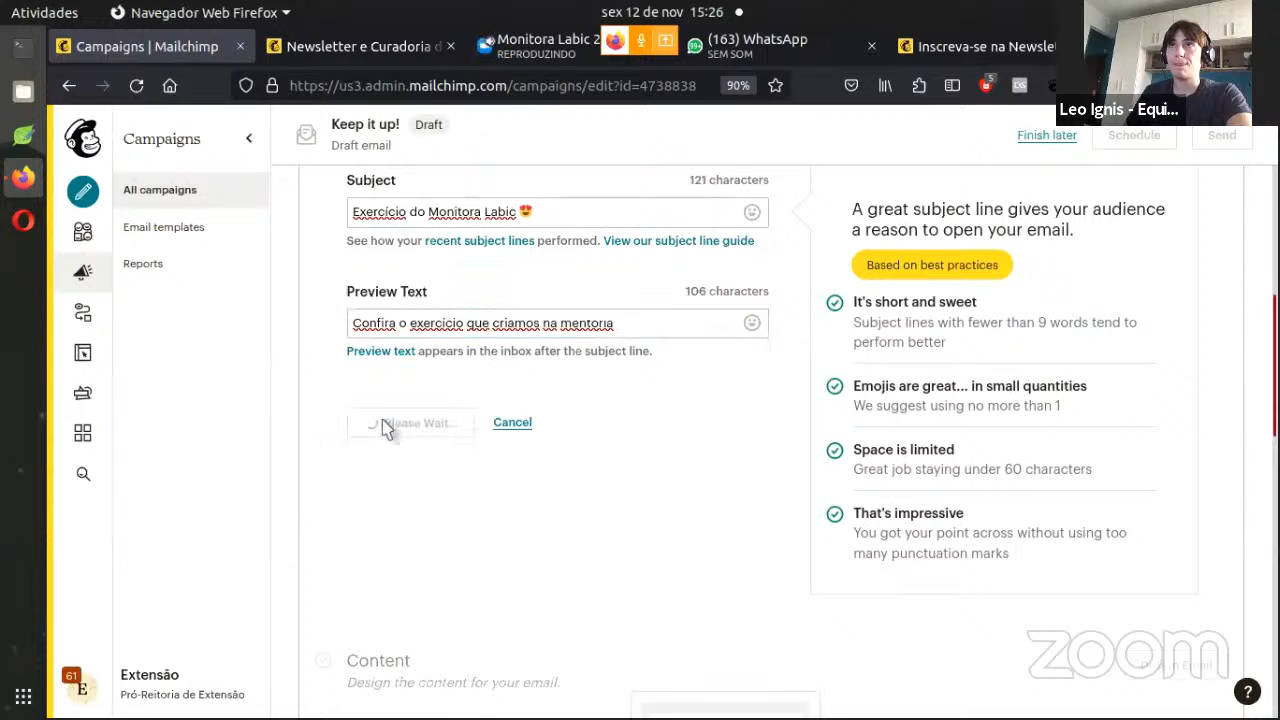 Atividades
Navegador Web Firefox
sex 12 de nov 15:26
Campaigns | Mailchimp
Newsletter e Curadoria d
Monitora Labic 2
REPRODUZINDO
(163) WhatsApp
SEM SOM
99+
Inscreva-se na Newsle
https://us3.admin.mailchimp.com/campaigns/edit?id=4738838
90%
5
Leo Ignis - Equi...
Campaigns
Keep it up!
Draft
Draft email
Finish later
Schedule
Send
All campaigns
Email templates
Reports
Subject
121 characters
Exercício do Monitora Labic 😍
See how your recent subject lines performed. View our subject line guide
Preview Text
106 characters
Confira o exercício que criamos na mentoria
Preview text appears in the inbox after the subject line.
Please Wait...
Cancel
A great subject line gives your audience
a reason to open your email.
Based on best practices
It's short and sweet
Subject lines with fewer than 9 words tend to
perform better
Emojis are great... in small quantities
We suggest using no more than 1
Space is limited
Great job staying under 60 characters
That's impressive
You got your point across without using too
many punctuation marks
Content
Design the content for your email.
zoom
61
E
Extensão
Pró-Reitoria de Extensão
?